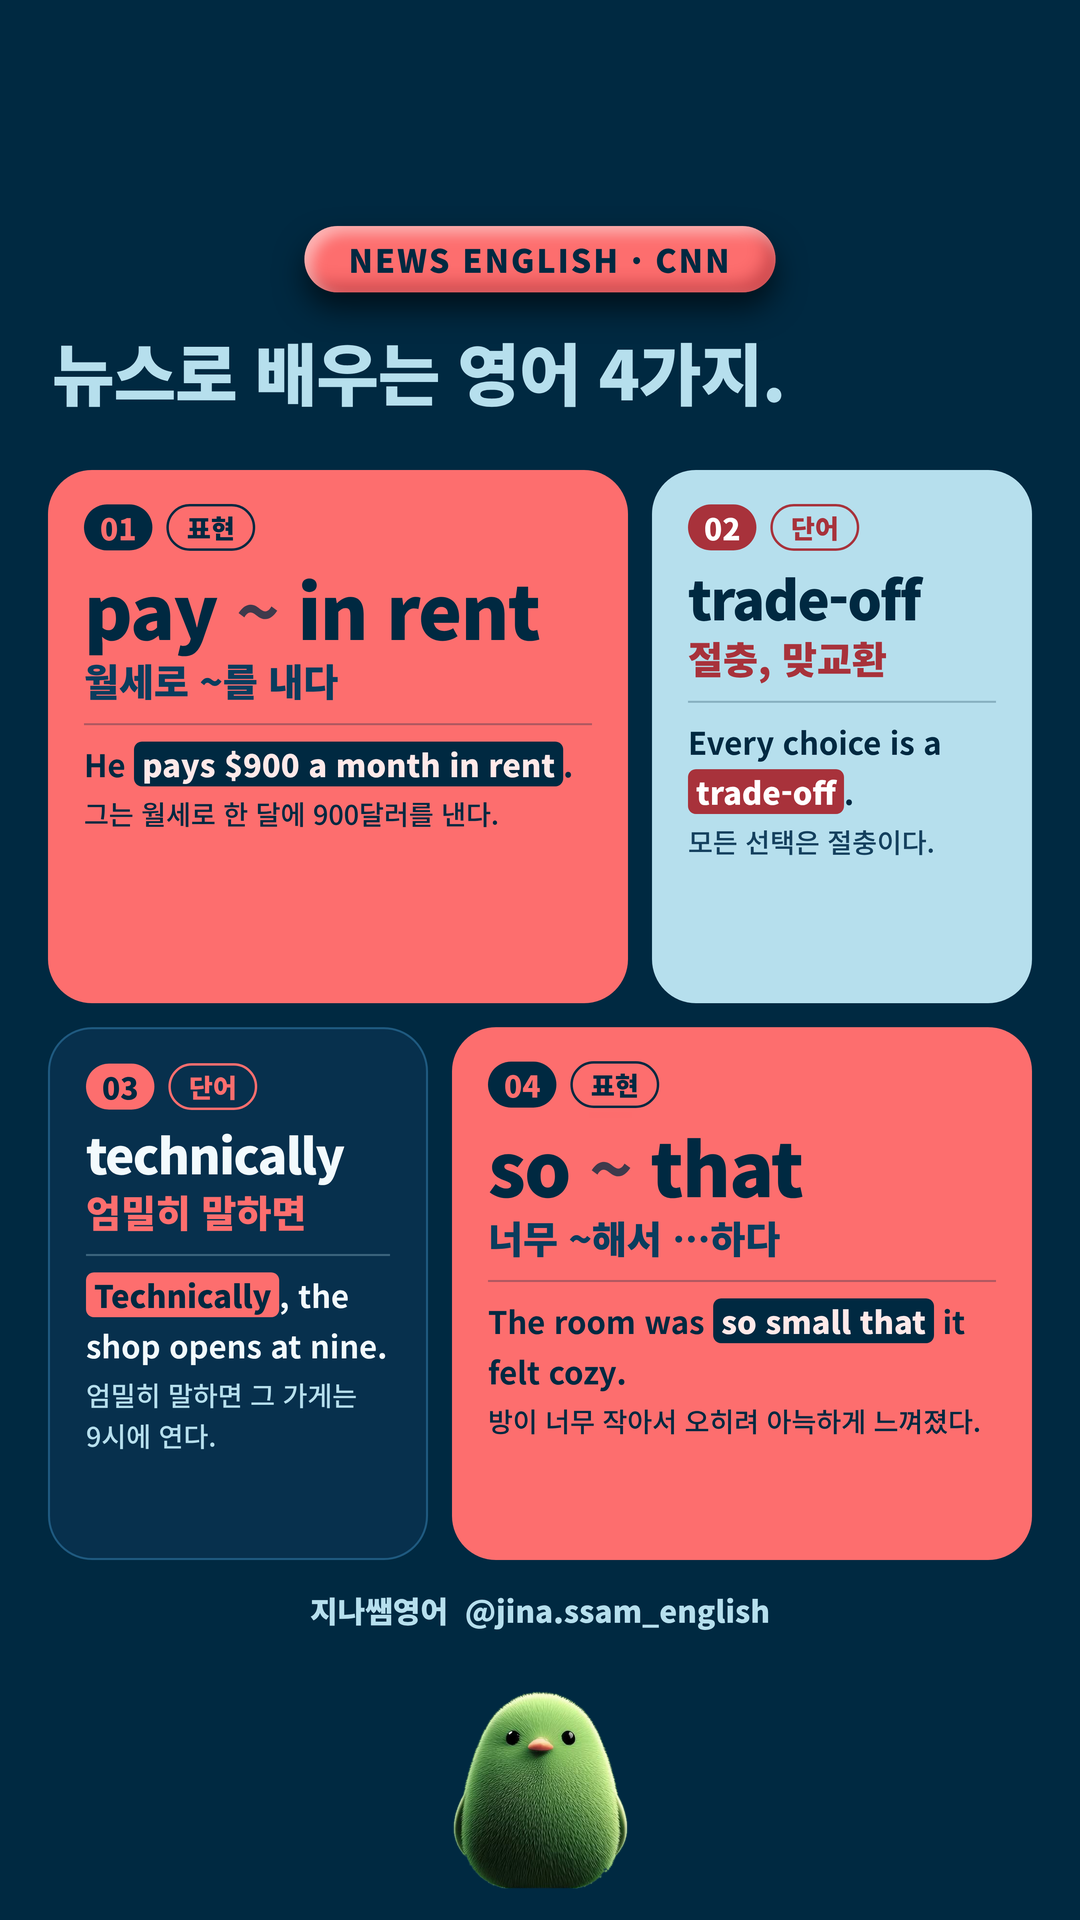 NEWS ENGLISH · CNN
뉴스로 배우는 영어 4가지.
01 표현
pay ~ in rent
월세로 ~를 내다
He pays $900 a month in rent.
그는 월세로 한 달에 900달러를 낸다.
02 단어
trade-off
절충, 맞교환
Every choice is a
trade-off.
모든 선택은 절충이다.
03 단어
technically
엄밀히 말하면
Technically, the
shop opens at nine.
엄밀히 말하면 그 가게는
9시에 연다.
04 표현
so ~ that
너무 ~해서 …하다
The room was so small that it
felt cozy.
방이 너무 작아서 오히려 아늑하게 느껴졌다.
지나쌤영어 @jina.ssam_english